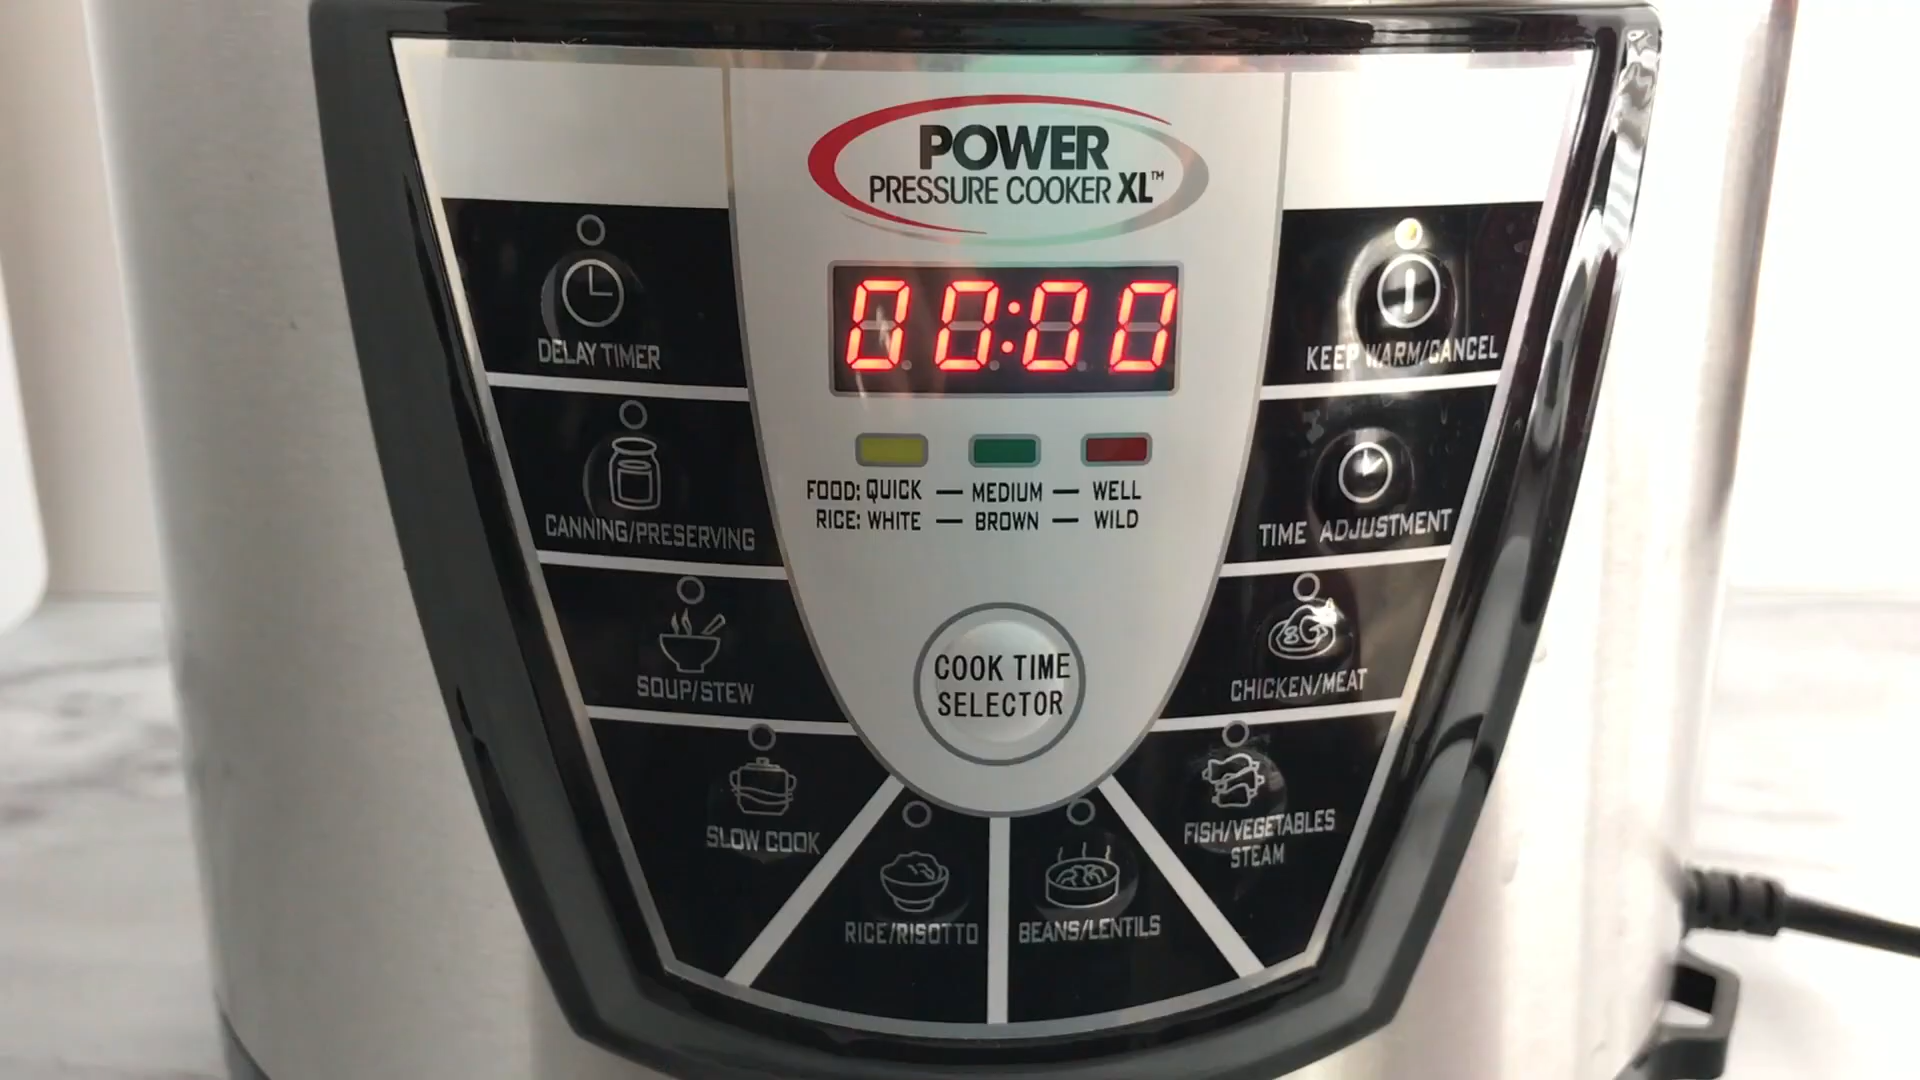 POWER
PRESSURE COOKER XL™
00:00
DELAY TIMER
KEEP WARM/CANCEL
FOOD: QUICK — MEDIUM — WELL
RICE: WHITE — BROWN — WILD
CANNING/PRESERVING
TIME ADJUSTMENT
SOUP/STEW
COOK TIME
SELECTOR
CHICKEN/MEAT
SLOW COOK
FISH/VEGETABLES
STEAM
RICE/RISOTTO
BEANS/LENTILS